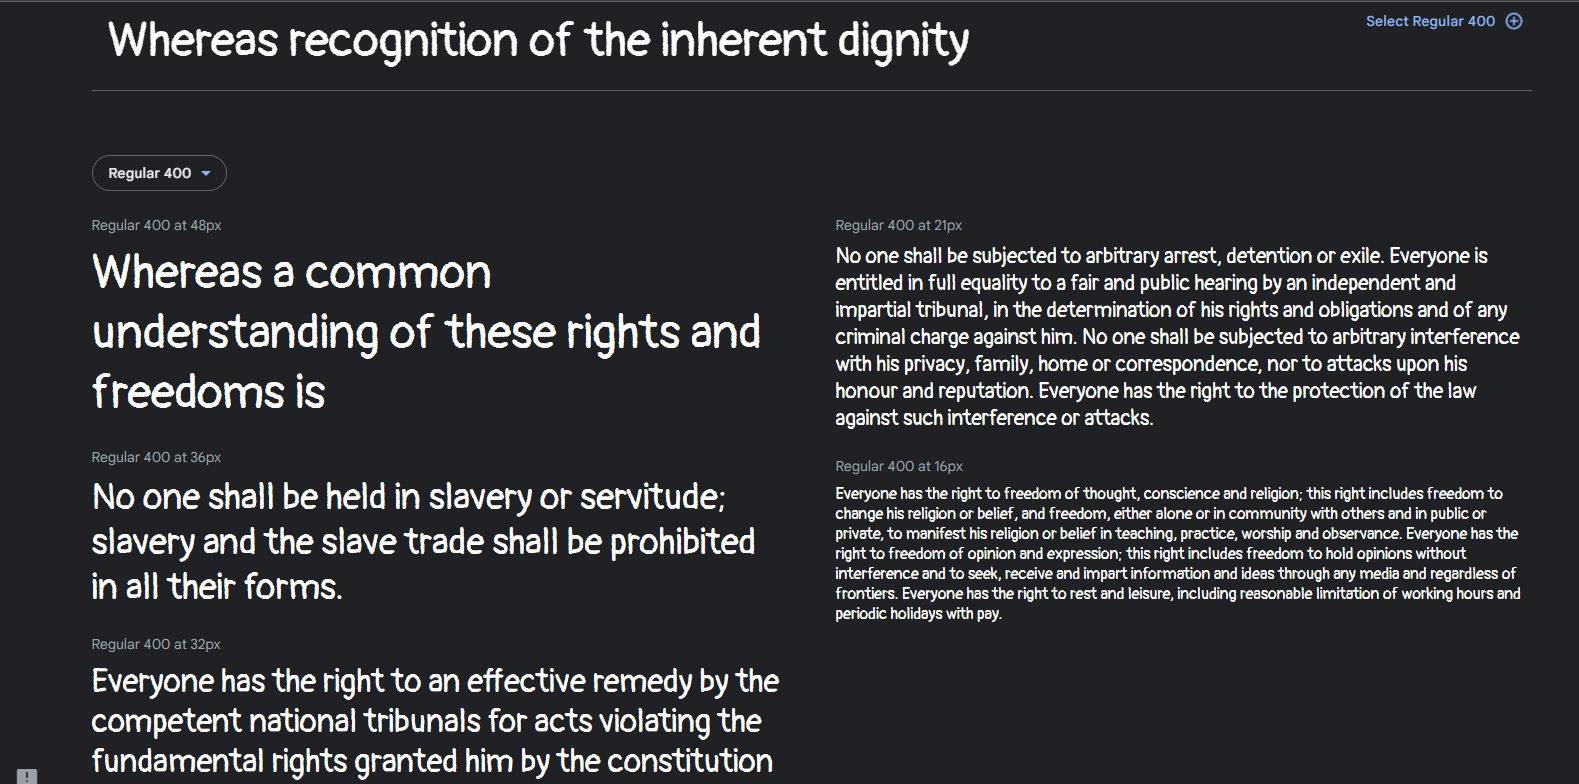 Whereas recognition of the inherent dignity
Select Regular 400
Regular 400
Regular 400 at 48px
Whereas a common
understanding of these rights and
freedoms is
Regular 400 at 36px
No one shall be held in slavery or servitude;
slavery and the slave trade shall be prohibited
in all their forms.
Regular 400 at 32px
Everyone has the right to an effective remedy by the
competent national tribunals for acts violating the
fundamental rights granted him by the constitution
Regular 400 at 21px
No one shall be subjected to arbitrary arrest, detention or exile. Everyone is
entitled in full equality to a fair and public hearing by an independent and
impartial tribunal, in the determination of his rights and obligations and of any
criminal charge against him. No one shall be subjected to arbitrary interference
with his privacy, family, home or correspondence, nor to attacks upon his
honour and reputation. Everyone has the right to the protection of the law
against such interference or attacks.
Regular 400 at 16px
Everyone has the right to freedom of thought, conscience and religion; this right includes freedom to
change his religion or belief, and freedom, either alone or in community with others and in public or
private, to manifest his religion or belief in teaching, practice, worship and observance. Everyone has the
right to freedom of opinion and expression; this right includes freedom to hold opinions without
interference and to seek, receive and impart information and ideas through any media and regardless of
frontiers. Everyone has the right to rest and leisure, including reasonable limitation of working hours and
periodic holidays with pay.